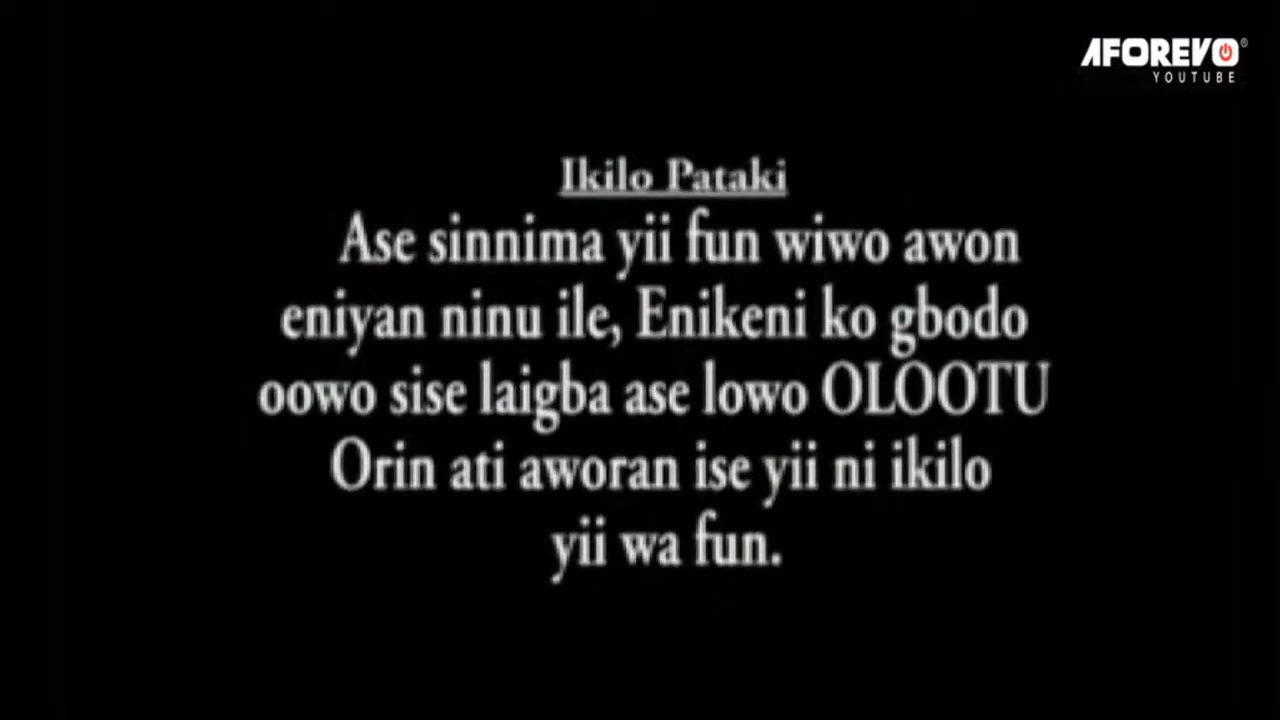 AFOREVO
YOUTUBE
Ikilo Pataki
Ase sinnima yii fun wiwo awon
eniyan ninu ile, Enikeni ko gbodo
oowo sise laigba ase lowo OLOOTU
Orin ati aworan ise yii ni ikilo
yii wa fun.